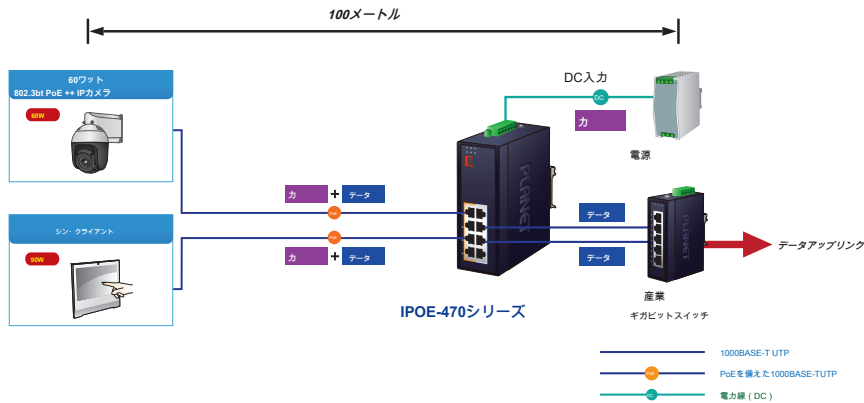 100メートル
60ワット
802.3bt PoE ++ IPカメラ
60W
DC入力
DC
力
電源
力 + データ
PoE
シン・クライアント
90W
PoE
力 + データ
PLANET
データ
データ
PLANET
データアップリンク
産業
ギガビットスイッチ
IPOE-470シリーズ
1000BASE-T UTP
PoE
PoEを備えた1000BASE-TUTP
DC
電力線 ( DC )